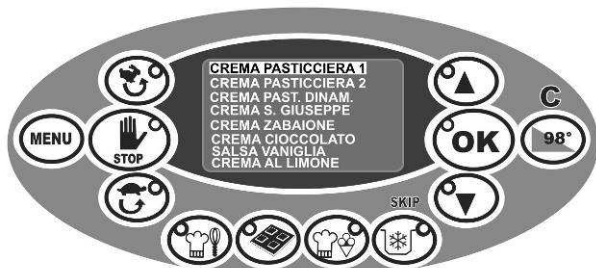 CREMA PASTICCIERA 1
CREMA PASTICCIERA 2
CREMA PAST. DINAM.
CREMA S. GIUSEPPE
CREMA ZABAIONE
CREMA CIOCCOLATO
SALSA VANIGLIA
CREMA AL LIMONE
MENU
STOP
OK
C
98°
SKIP